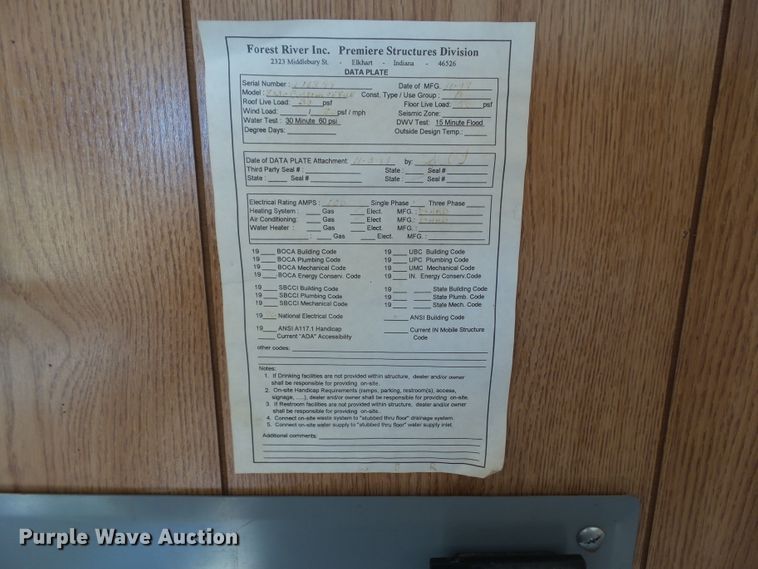 Forest River Inc. Premiere Structures Division
2323 Middlebury St. - Elkhart - Indiana - 46526
DATA PLATE
Serial Number :
Date of MFG.
Model :
Const. Type / Use Group :
Roof Live Load: psf
Floor Live Load: psf
Wind Load: / psf / mph
Seismic Zone:
Water Test : 30 Minute 60 psi
DWV Test: 15 Minute Flood
Degree Days:
Outside Design Temp.:
Date of DATA PLATE Attachment: by:
Third Party Seal # : State : Seal #
State : Seal # State : Seal #
Electrical Rating AMPS : Single Phase Three Phase
Heating System : Gas Elect. MFG. :
Air Conditioning: Gas Elect MFG.:
Water Heater : Gas Elect. MFG. :
: Gas Elect. MFG. :
19 BOCA Building Code
19 BOCA Plumbing Code
19 BOCA Mechanical Code
19 BOCA Energy Conserv. Code
19 UBC Building Code
19 UPC Plumbing Code
19 UMC Mechanical Code
19 IN. Energy Conserv.Code
19 SBCCI Building Code
19 SBCCI Plumbing Code
19 SBCCI Mechanical Code
19 State Building Code
19 State Plumb. Code
19 State Mech. Code
19 National Electrical Code
ANSI Building Code
19 ANSI A117.1 Handicap
Current "ADA" Accessibility
Current IN Mobile Structure
Code
other codes:
Notes:
1. If Drinking facilities are not provided within structure, dealer and/or owner
shall be responsible for providing on-site.
2. On-site Handicap Requirements (ramps, parking, restroom(s), access,
signage, .....), dealer and/or owner shall be responsible for providing on-site.
3. If Restroom facilities are not provided within structure, dealer and/or owner
shall be responsible for providing on-site..
4. Connect on-site waste system to "stubbed thru floor" drainage system.
5. Connect on-site water supply to "stubbed thru floor" water supply inlet.
Additional comments:
Purple Wave Auction